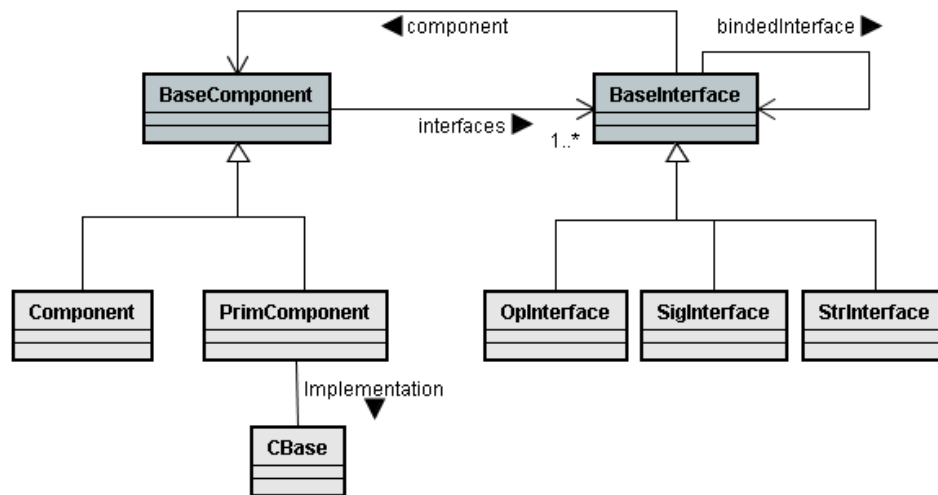 component
bindedInterface
BaseComponent
BaseInterface
interfaces
1..*
Component
PrimComponent
OpInterface
SigInterface
StrInterface
Implementation
CBase